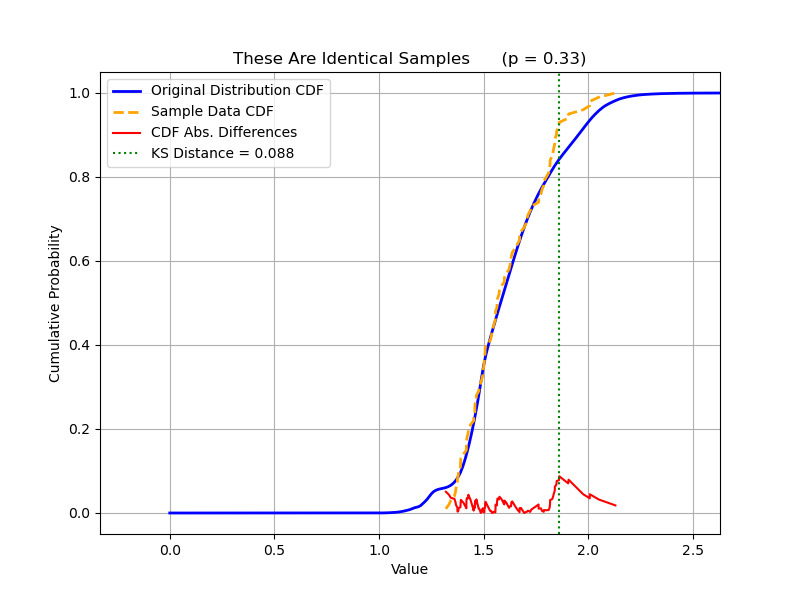 These Are Identical Samples      (p = 0.33)
Original Distribution CDF
Sample Data CDF
CDF Abs. Differences
KS Distance = 0.088
1.0
0.8
0.6
0.4
0.2
0.0
Cumulative Probability
0.0 0.5 1.0 1.5 2.0 2.5
Value